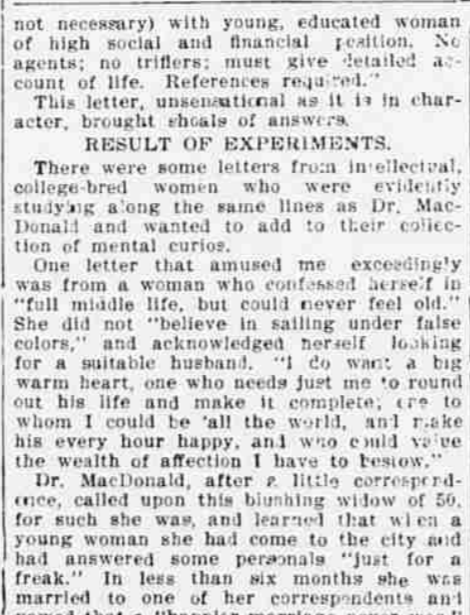 not necessary) with young, educated woman
of high social and financial position. No
agents; no triflers; must give detailed ac-
count of life. References required."
This letter, unsensational as it is in char-
acter, brought shoals of answers.
RESULT OF EXPERIMENTS.
There were some letters from intellectual,
college-bred women who were evidently
studying along the same lines as Dr. Mac-
Donald and wanted to add to their collec-
tion of mental curios.
One letter that amused me exceedingly
was from a woman who confessed herself in
"full middle life, but could never feel old."
She did not "believe in sailing under false
colors," and acknowledged herself looking
for a suitable husband. "I do want a big
warm heart, one who needs just me to round
out his life and make it complete; one to
whom I could be 'all the world, and make
his every hour happy, and who could value
the wealth of affection I have to bestow."
Dr. MacDonald, after a little correspond-
ence, called upon this blushing widow of 50,
for such she was, and learned that when a
young woman she had come to the city and
had answered some personals "just for a
freak." In less than six months she was
married to one of her correspondents and
that a